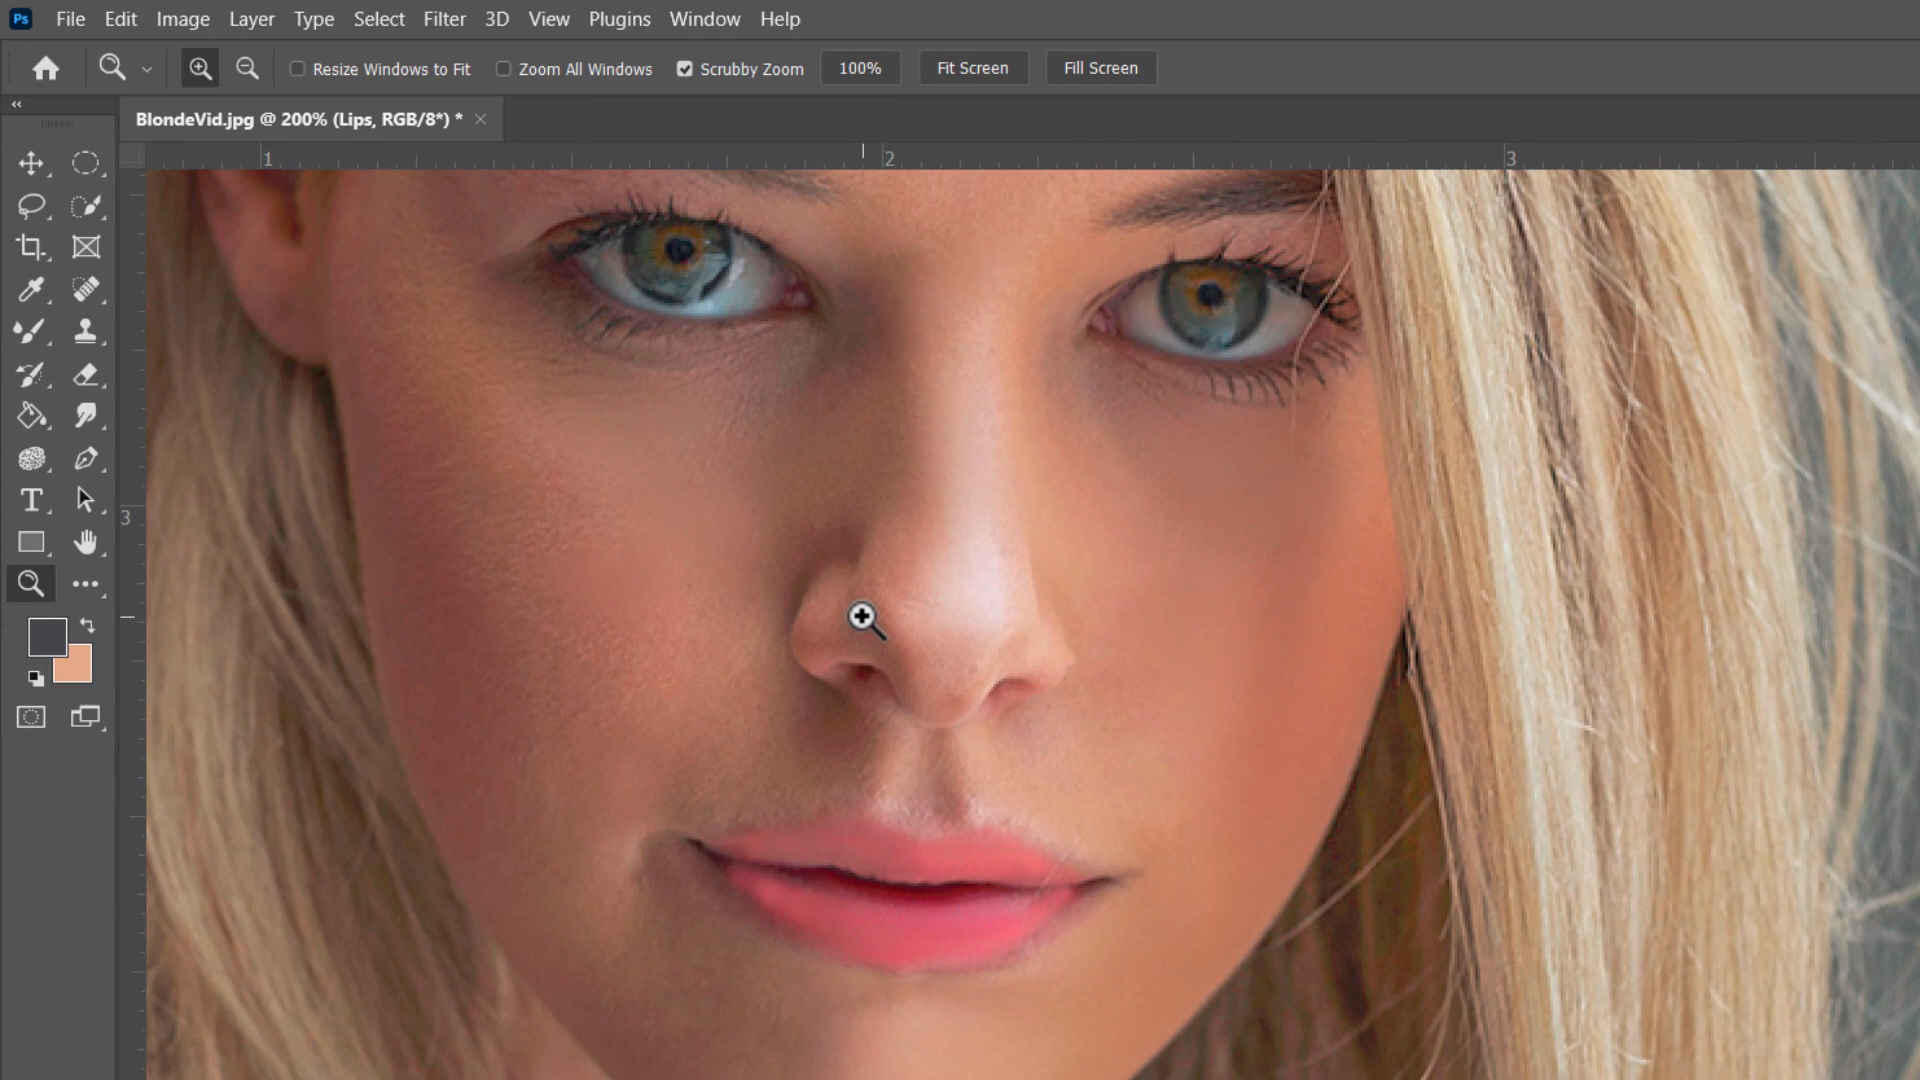 Ps File Edit Image Layer Type Select Filter 3D View Plugins Window Help
Resize Windows to Fit Zoom All Windows Scrubby Zoom 100% Fit Screen Fill Screen
BlondeVid.jpg @ 200% (Lips, RGB/8*) *
1 2 3
3
T